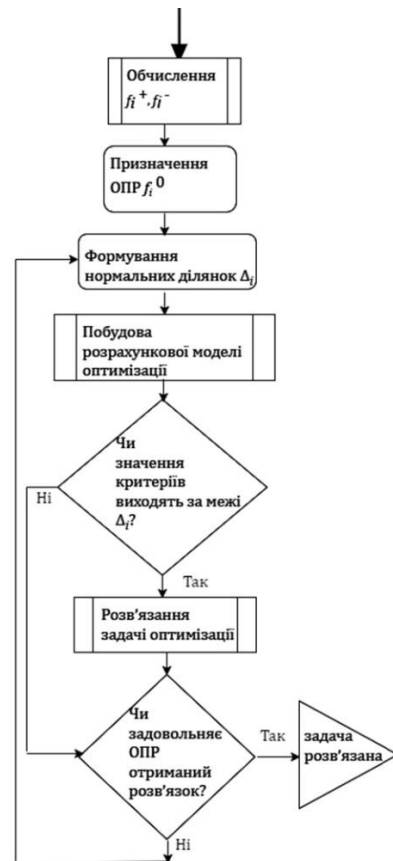 Обчислення
fᵢ⁺, fᵢ⁻
Призначення
ОПР fᵢ⁰
Формування
нормальних ділянок Δᵢ
Побудова
розрахункової моделі
оптимізації
Чи
значення
критеріїв
виходять за межі
Δᵢ?
Ні
Так
Розв'язання
задачі оптимізації
Чи
задовольняє
ОПР
отриманий
розв'язок?
Так
задача
розв'язана
Ні